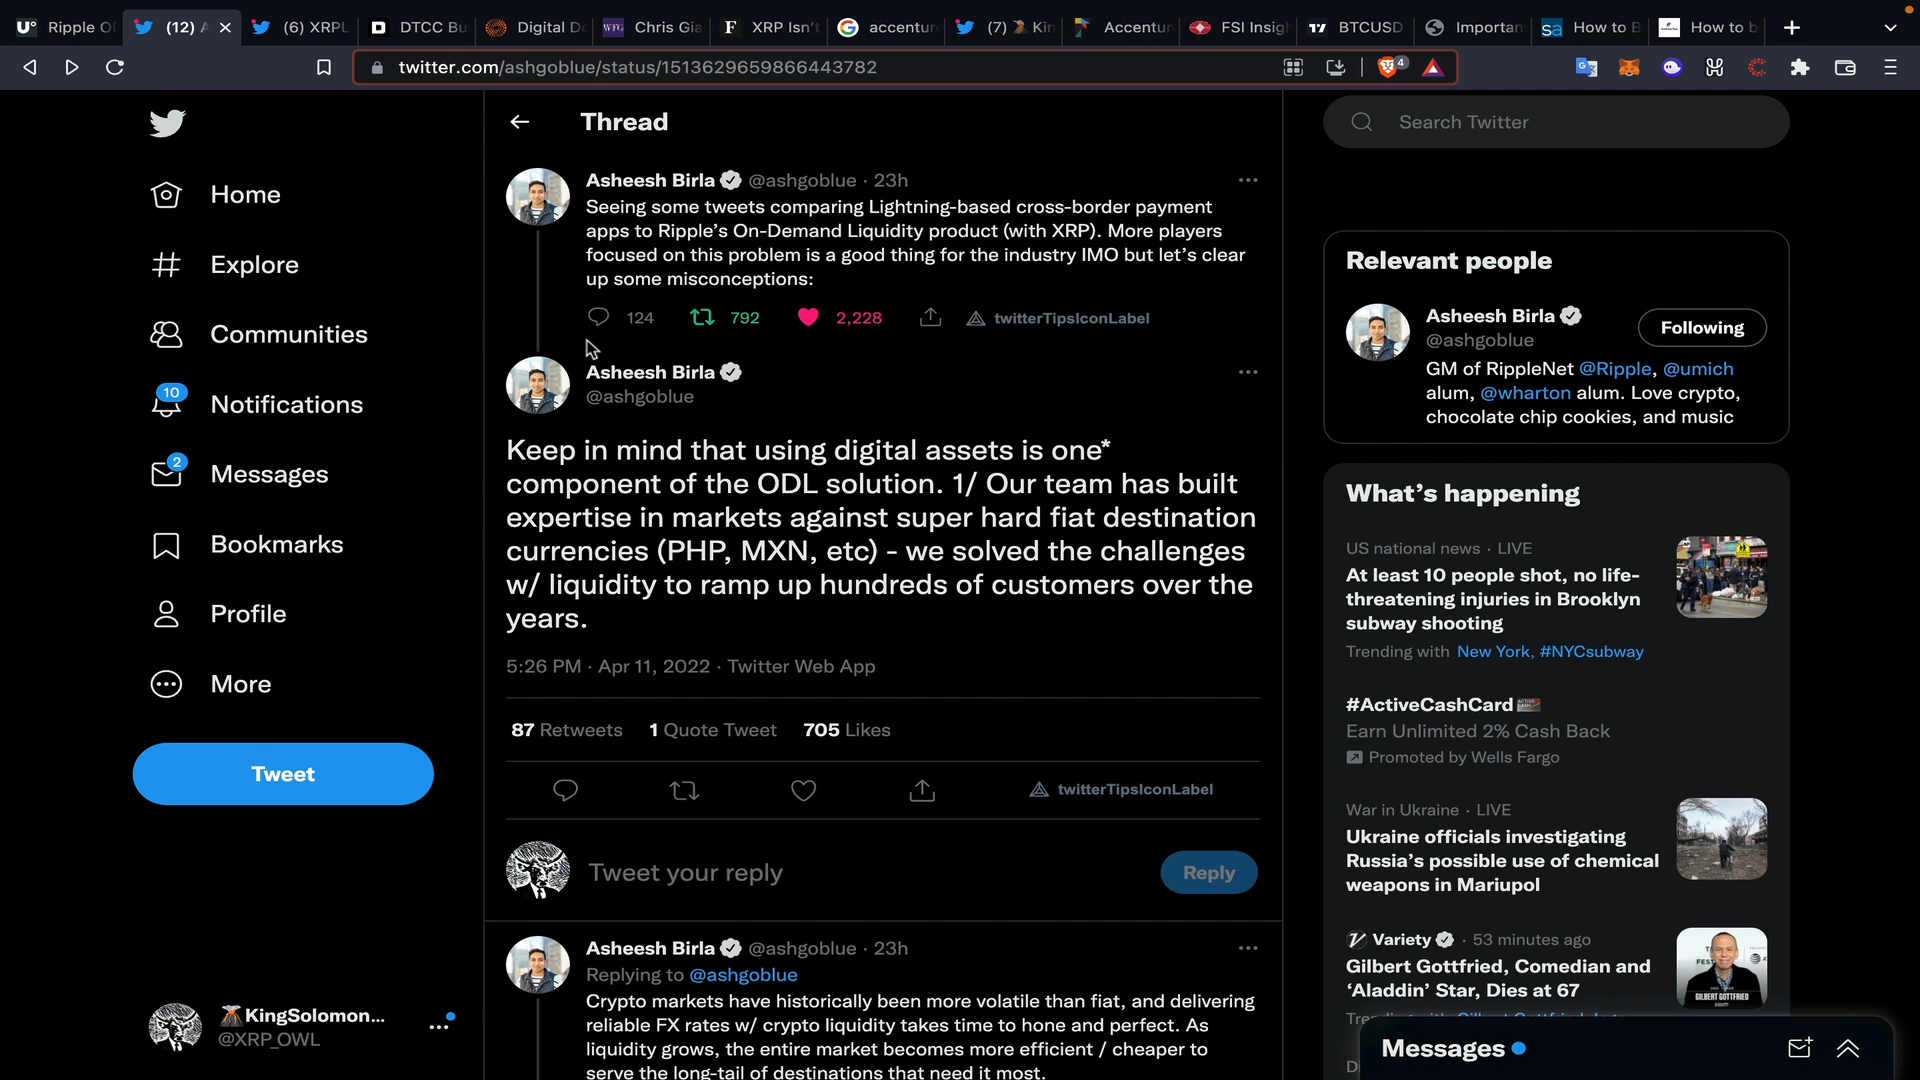 Ripple O
(12) A
(6) XRPL
DTCC Bu
Digital Do
Chris Gia
XRP Isn't
accentur
(7) Kin
Accentur
FSI Insig
BTCUSD
Importan
How to B
How to b
twitter.com/ashgoblue/status/1513629659866443782
4
Home
Explore
Communities
10
Notifications
2
Messages
Bookmarks
Profile
More
Tweet
KingSolomon...
@XRP_OWL
Thread
Asheesh Birla @ashgoblue · 23h
Seeing some tweets comparing Lightning-based cross-border payment
apps to Ripple's On-Demand Liquidity product (with XRP). More players
focused on this problem is a good thing for the industry IMO but let's clear
up some misconceptions:
124 792 2,228 twitterTipsIconLabel
Asheesh Birla
@ashgoblue
Keep in mind that using digital assets is one*
component of the ODL solution. 1/ Our team has built
expertise in markets against super hard fiat destination
currencies (PHP, MXN, etc) - we solved the challenges
w/ liquidity to ramp up hundreds of customers over the
years.
5:26 PM · Apr 11, 2022 · Twitter Web App
87 Retweets 1 Quote Tweet 705 Likes
twitterTipsIconLabel
Tweet your reply
Reply
Asheesh Birla @ashgoblue · 23h
Replying to @ashgoblue
Crypto markets have historically been more volatile than fiat, and delivering
reliable FX rates w/ crypto liquidity takes time to hone and perfect. As
liquidity grows, the entire market becomes more efficient / cheaper to
serve the long-tail of destinations that need it most.
Search Twitter
Relevant people
Asheesh Birla
@ashgoblue
Following
GM of RippleNet @Ripple, @umich
alum, @wharton alum. Love crypto,
chocolate chip cookies, and music
What's happening
US national news · LIVE
At least 10 people shot, no life-
threatening injuries in Brooklyn
subway shooting
Trending with New York, #NYCsubway
#ActiveCashCard
Earn Unlimited 2% Cash Back
Promoted by Wells Fargo
War in Ukraine · LIVE
Ukraine officials investigating
Russia's possible use of chemical
weapons in Mariupol
Variety · 53 minutes ago
Gilbert Gottfried, Comedian and
'Aladdin' Star, Dies at 67
GILBERT GOTTFRIED
Messages